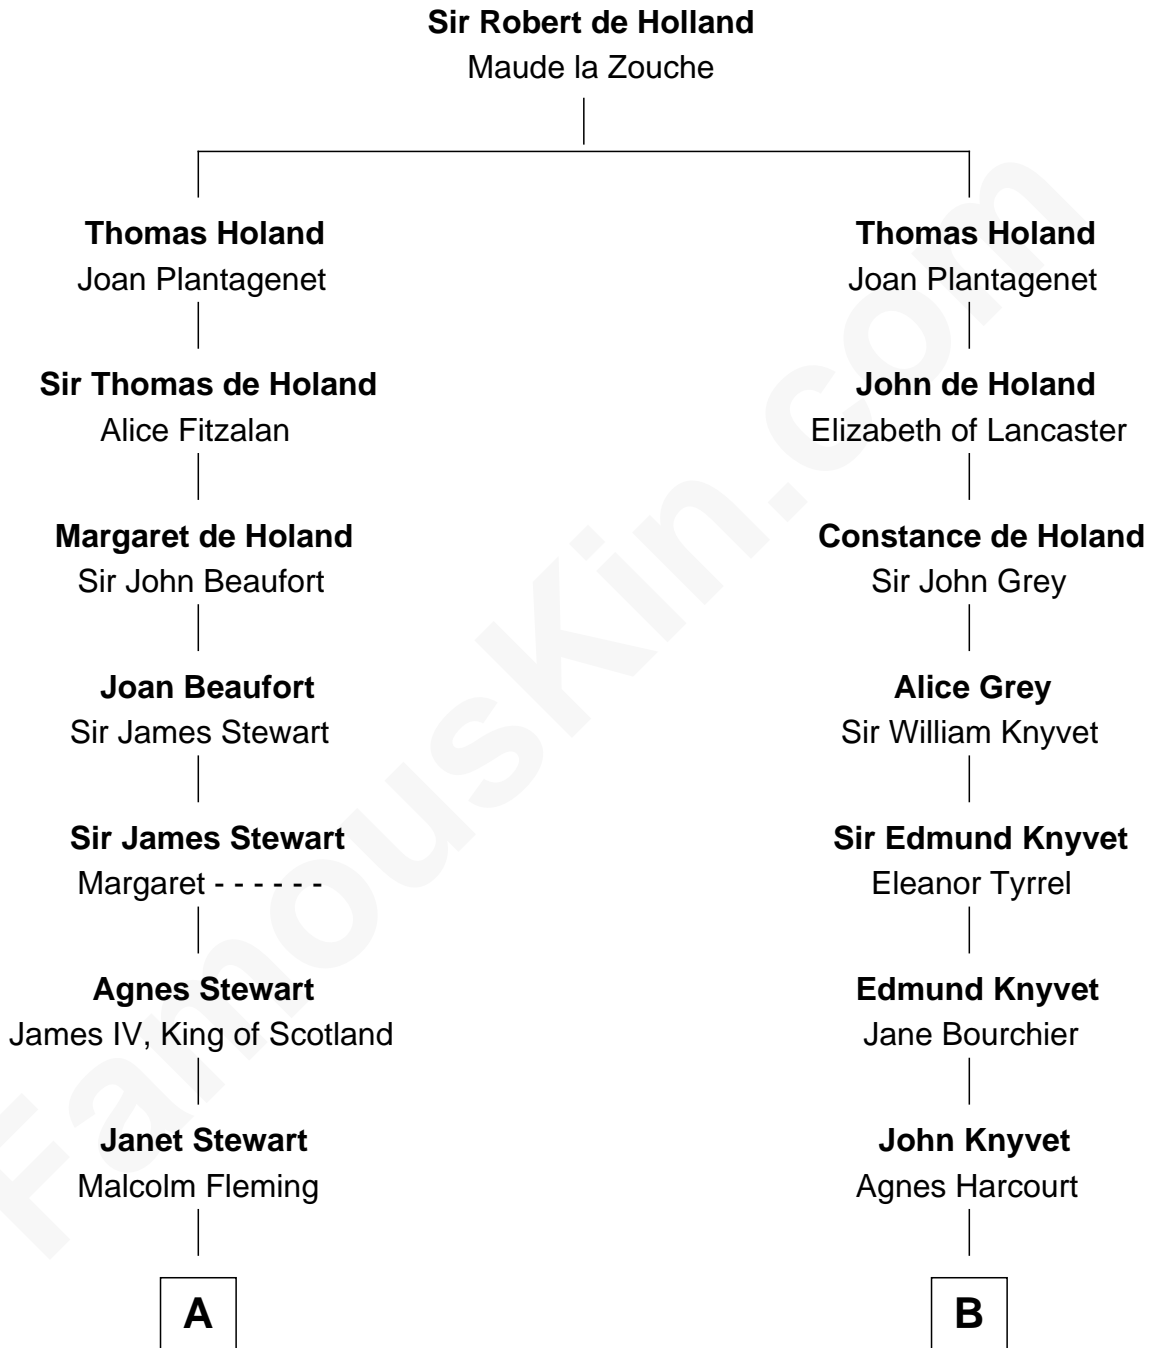 Sir Robert de Holland
Maude la Zouche
Thomas Holand
Joan Plantagenet
Thomas Holand
Joan Plantagenet
Sir Thomas de Holand
Alice Fitzalan
John de Holand
Elizabeth of Lancaster
Margaret de Holand
Sir John Beaufort
Constance de Holand
Sir John Grey
Joan Beaufort
Sir James Stewart
Alice Grey
Sir William Knyvet
Sir James Stewart
Margaret - - - - - -
Sir Edmund Knyvet
Eleanor Tyrrel
Agnes Stewart
James IV, King of Scotland
Edmund Knyvet
Jane Bourchier
Janet Stewart
Malcolm Fleming
John Knyvet
Agnes Harcourt
A
B
FamousKin.com